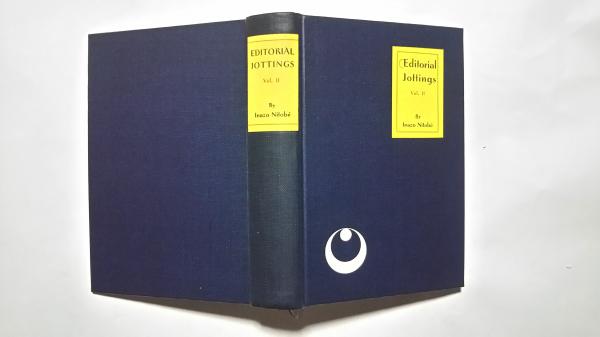 EDITORIAL
JOTTINGS
Vol. II
By
Inazo Nitobé
Editorial
Jottings
Vol. II
By
Inazo Nitobé